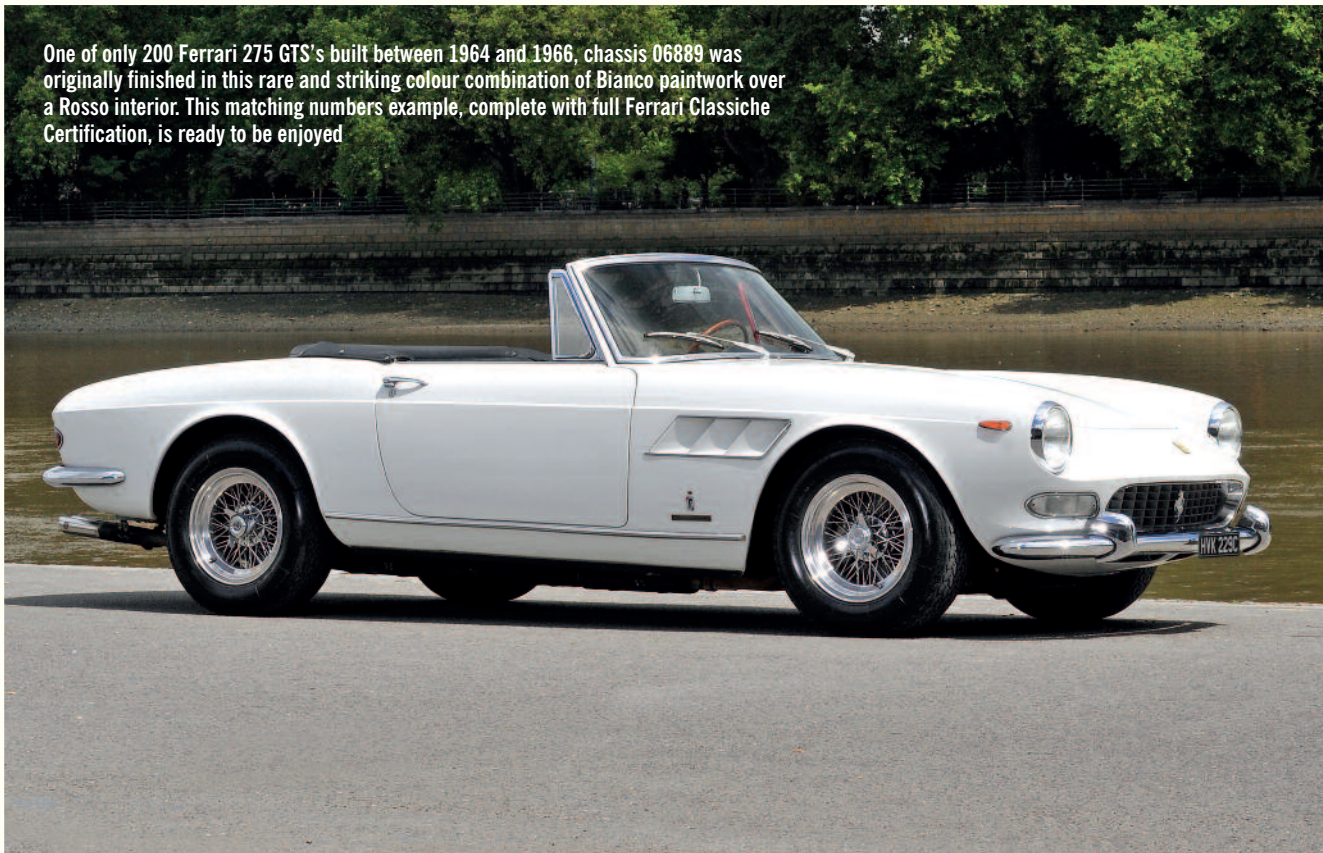 One of only 200 Ferrari 275 GTS's built between 1964 and 1966, chassis 06889 was
originally finished in this rare and striking colour combination of Bianco paintwork over
a Rosso interior. This matching numbers example, complete with full Ferrari Classiche
Certification, is ready to be enjoyed
HVK 229C